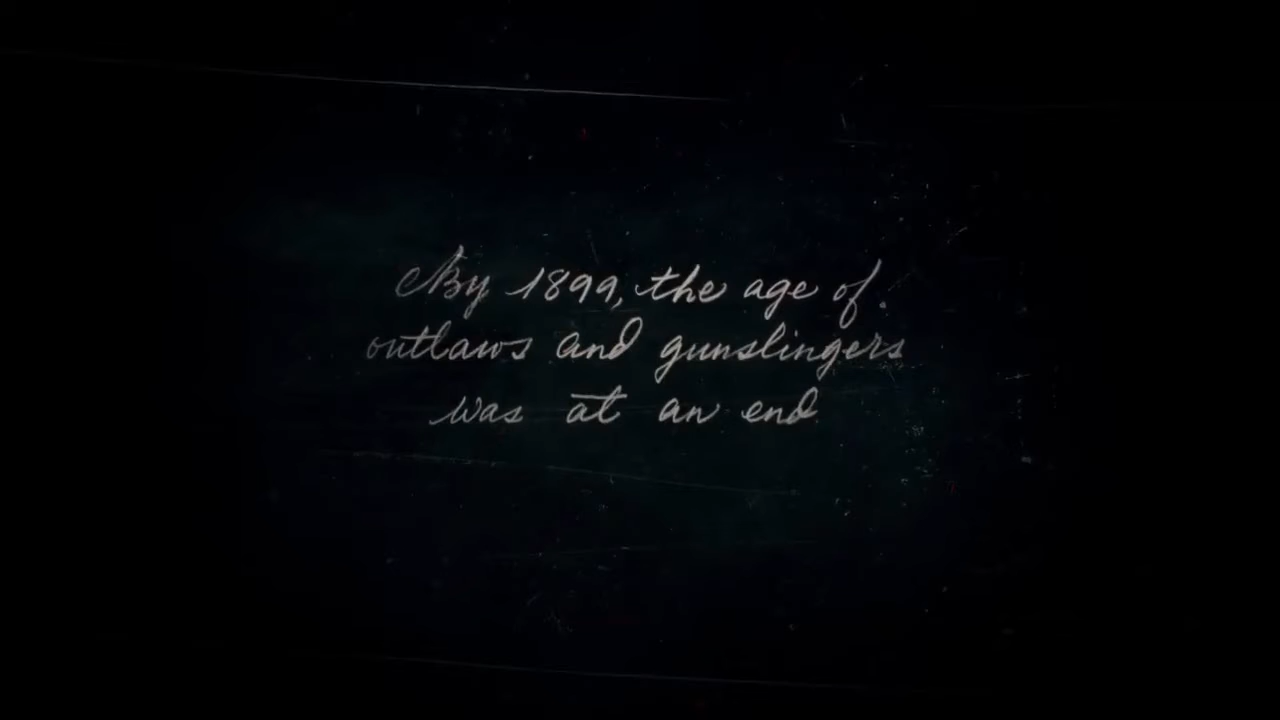 By 1899, the age of
outlaws and gunslingers
was at an end